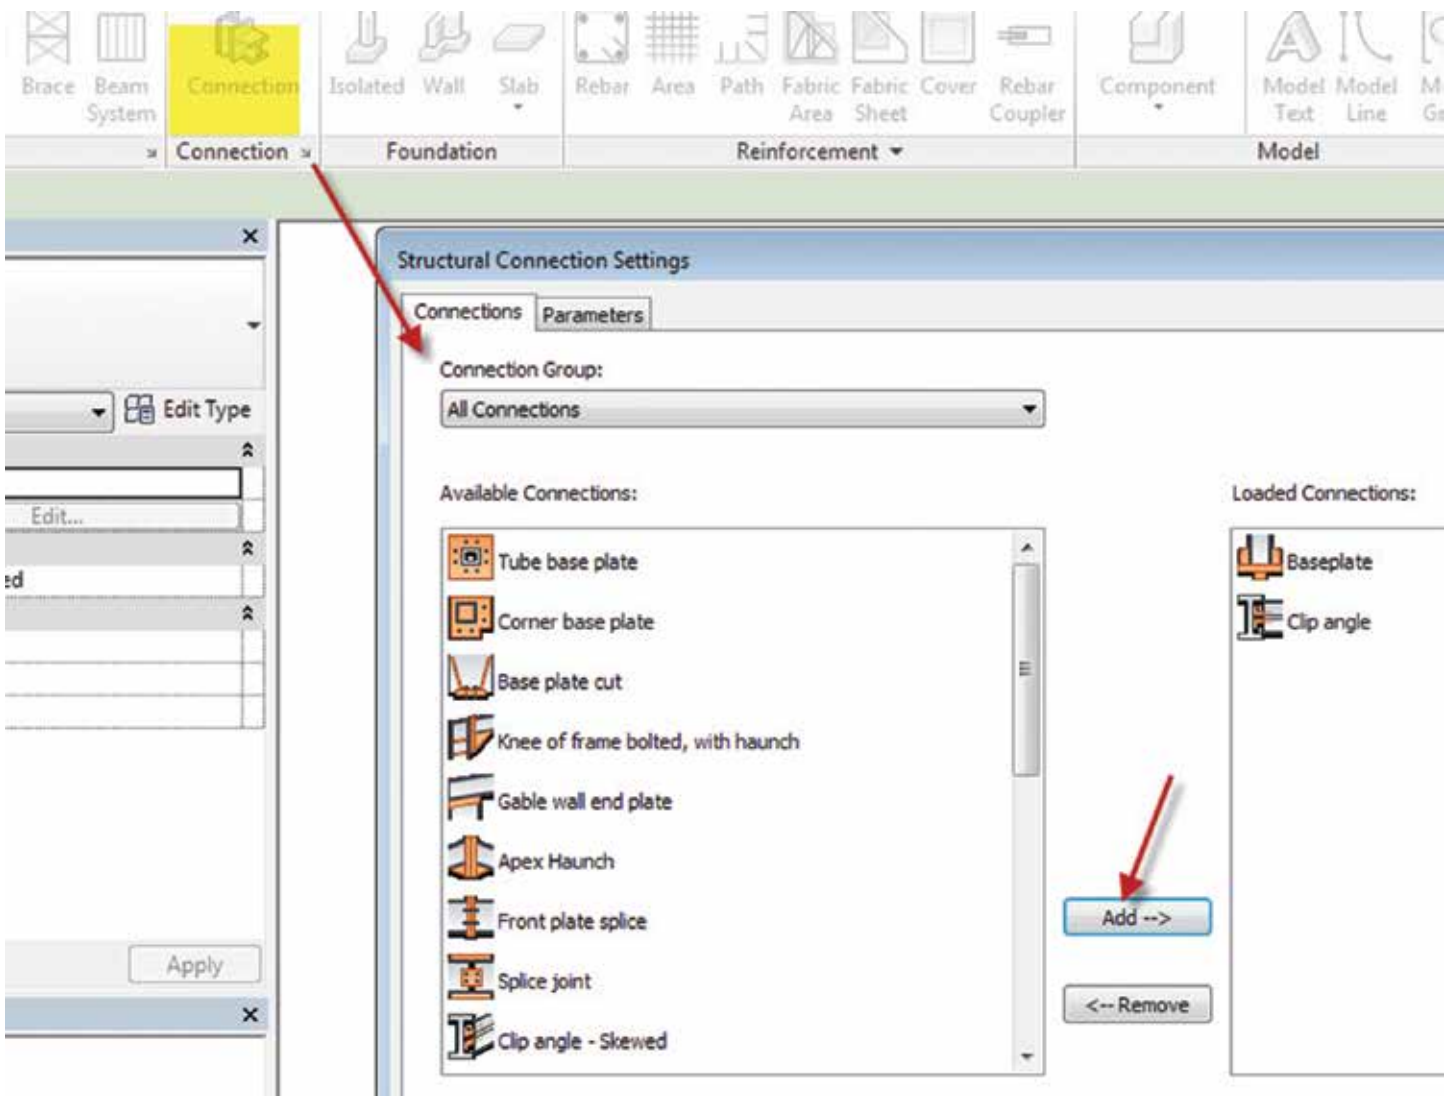 Brace Beam System Connection Isolated Wall Slab Rebar Area Path Fabric Area Fabric Sheet Cover Rebar Coupler Component Model Text Model Line
Connection Foundation Reinforcement Model
Structural Connection Settings
Connections Parameters
Connection Group:
All Connections
Edit Type
Available Connections:
Loaded Connections:
Edit...
Tube base plate
Baseplate
ed
Corner base plate
Clip angle
Base plate cut
Knee of frame bolted, with haunch
Gable wall end plate
Apex Haunch
Front plate splice
Add -->
Apply
Splice joint
<-- Remove
Clip angle - Skewed